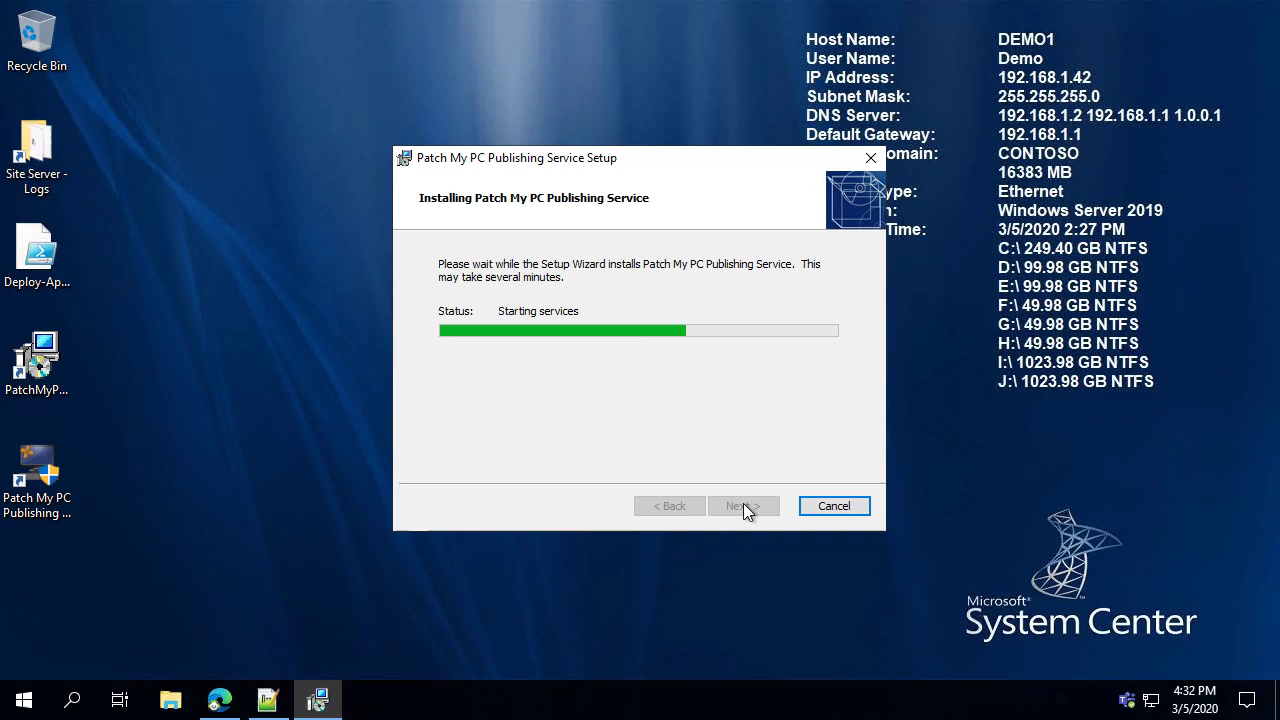 Recycle Bin
Site Server -
Logs
Deploy-Ap...
PatchMyP...
Patch My PC
Publishing ...
Host Name: DEMO1
User Name: Demo
IP Address: 192.168.1.42
Subnet Mask: 255.255.255.0
DNS Server: 192.168.1.2 192.168.1.1 1.0.0.1
Default Gateway: 192.168.1.1
omain: CONTOSO
16383 MB
ype: Ethernet
n: Windows Server 2019
Time: 3/5/2020 2:27 PM
C:\ 249.40 GB NTFS
D:\ 99.98 GB NTFS
E:\ 99.98 GB NTFS
F:\ 49.98 GB NTFS
G:\ 49.98 GB NTFS
H:\ 49.98 GB NTFS
I:\ 1023.98 GB NTFS
J:\ 1023.98 GB NTFS
Patch My PC Publishing Service Setup
Installing Patch My PC Publishing Service
Please wait while the Setup Wizard installs Patch My PC Publishing Service. This
may take several minutes.
Status: Starting services
< Back
Next >
Cancel
Microsoft
System Center
4:32 PM
3/5/2020